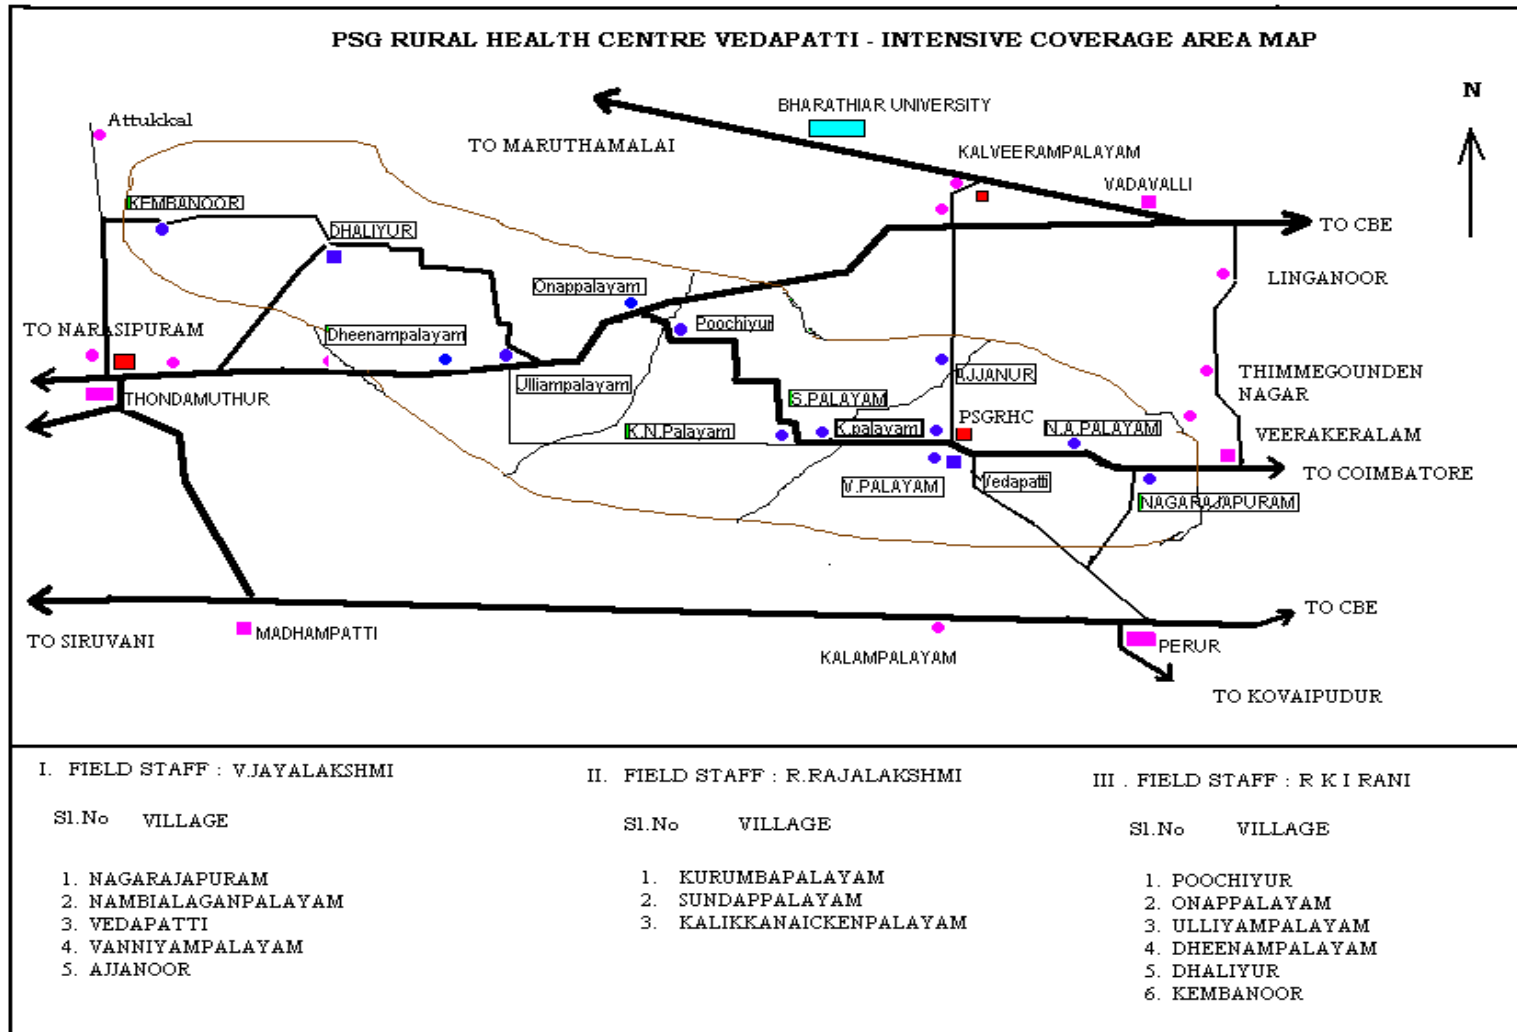 PSG RURAL HEALTH CENTRE VEDAPATTI - INTENSIVE COVERAGE AREA MAP
N
BHARATHIAR UNIVERSITY
Attukkal
TO MARUTHAMALAI
KALVEERAMPALAYAM
VADAVALLI
KEMBANOOR
DHALIYUR
TO CBE
LINGANOOR
Onappalayam
TO NARASIPURAM
Dheenampalayam
Poochiyur
Ulliampalayam
AJJANUR
THIMMEGOUNDEN
NAGAR
THONDAMUTHUR
S.PALAYAM
K.N.Palayam
K.palayam
PSGRHC
N.A.PALAYAM
VEERAKERALAM
TO COIMBATORE
V.PALAYAM
Vedapatti
NAGARAJAPURAM
TO CBE
TO SIRUVANI
MADHAMPATTI
KALAMPALAYAM
PERUR
TO KOVAIPUDUR
I. FIELD STAFF : V.JAYALAKSHMI
Sl.No VILLAGE
1. NAGARAJAPURAM
2. NAMBIALAGANPALAYAM
3. VEDAPATTI
4. VANNIYAMPALAYAM
5. AJJANOOR
II. FIELD STAFF : R.RAJALAKSHMI
Sl.No VILLAGE
1. KURUMBAPALAYAM
2. SUNDAPPALAYAM
3. KALIKKANAICKENPALAYAM
III . FIELD STAFF : R K I RANI
Sl.No VILLAGE
1. POOCHIYUR
2. ONAPPALAYAM
3. ULLIYAMPALAYAM
4. DHEENAMPALAYAM
5. DHALIYUR
6. KEMBANOOR